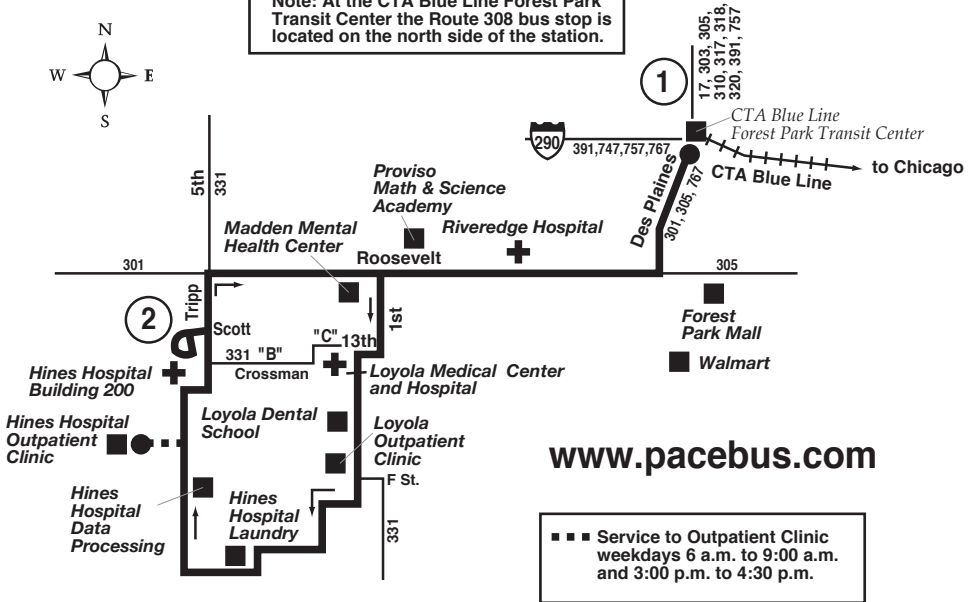 Note: At the CTA Blue Line Forest Park
Transit Center the Route 308 bus stop is
located on the north side of the station.
N
W
E
S
1
17, 303, 305,
310, 317, 318,
320, 391, 757
CTA Blue Line
Forest Park Transit Center
290
391,747,757,767
CTA Blue Line
to Chicago
Des Plaines
301, 305, 767
5th
331
Proviso
Math & Science
Academy
Madden Mental
Health Center
Riveredge Hospital
Roosevelt
301
305
Tripp
2
Scott
1st
"C"
13th
331 "B"
Crossman
Forest
Park Mall
Walmart
Hines Hospital
Building 200
Loyola Medical Center
and Hospital
Hines Hospital
Outpatient
Clinic
Loyola Dental
School
Loyola
Outpatient
Clinic
F St.
331
Hines
Hospital
Data
Processing
Hines
Hospital
Laundry
www.pacebus.com
Service to Outpatient Clinic
weekdays 6 a.m. to 9:00 a.m.
and 3:00 p.m. to 4:30 p.m.